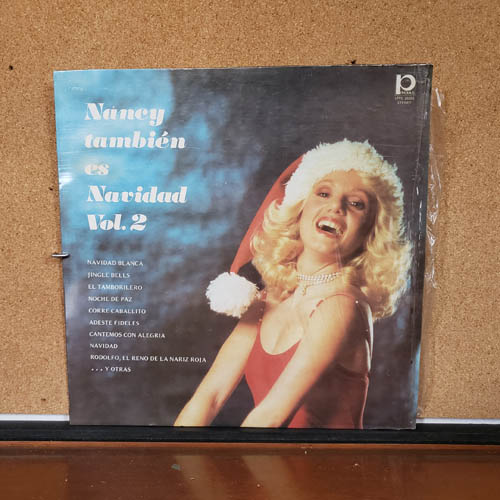 Nancy
también
es
Navidad
Vol. 2
NAVIDAD BLANCA
JINGLE BELLS
EL TAMBORILERO
NOCHE DE PAZ
CORRE CABALLITO
ADESTE FIDELES
CANTEMOS CON ALEGRIA
NAVIDAD
RODOLFO, EL RENO DE LA NARIZ ROJA
... Y OTRAS